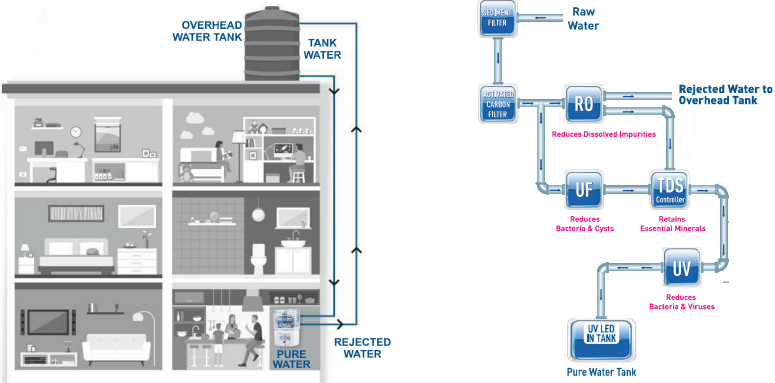 OVERHEAD
WATER TANK
TANK
WATER
PURE
WATER
REJECTED
WATER
SEDIMENT
FILTER
Raw
Water
ACTIVATED
CARBON
FILTER
RO
Rejected Water to
Overhead Tank
Reduces Dissolved Impurities
UF
Reduces
Bacteria & Cysts
TDS
Controller
Retains
Essential Minerals
UV
Reduces
Bacteria & Viruses
...
UV LED
IN TANK
Pure Water Tank